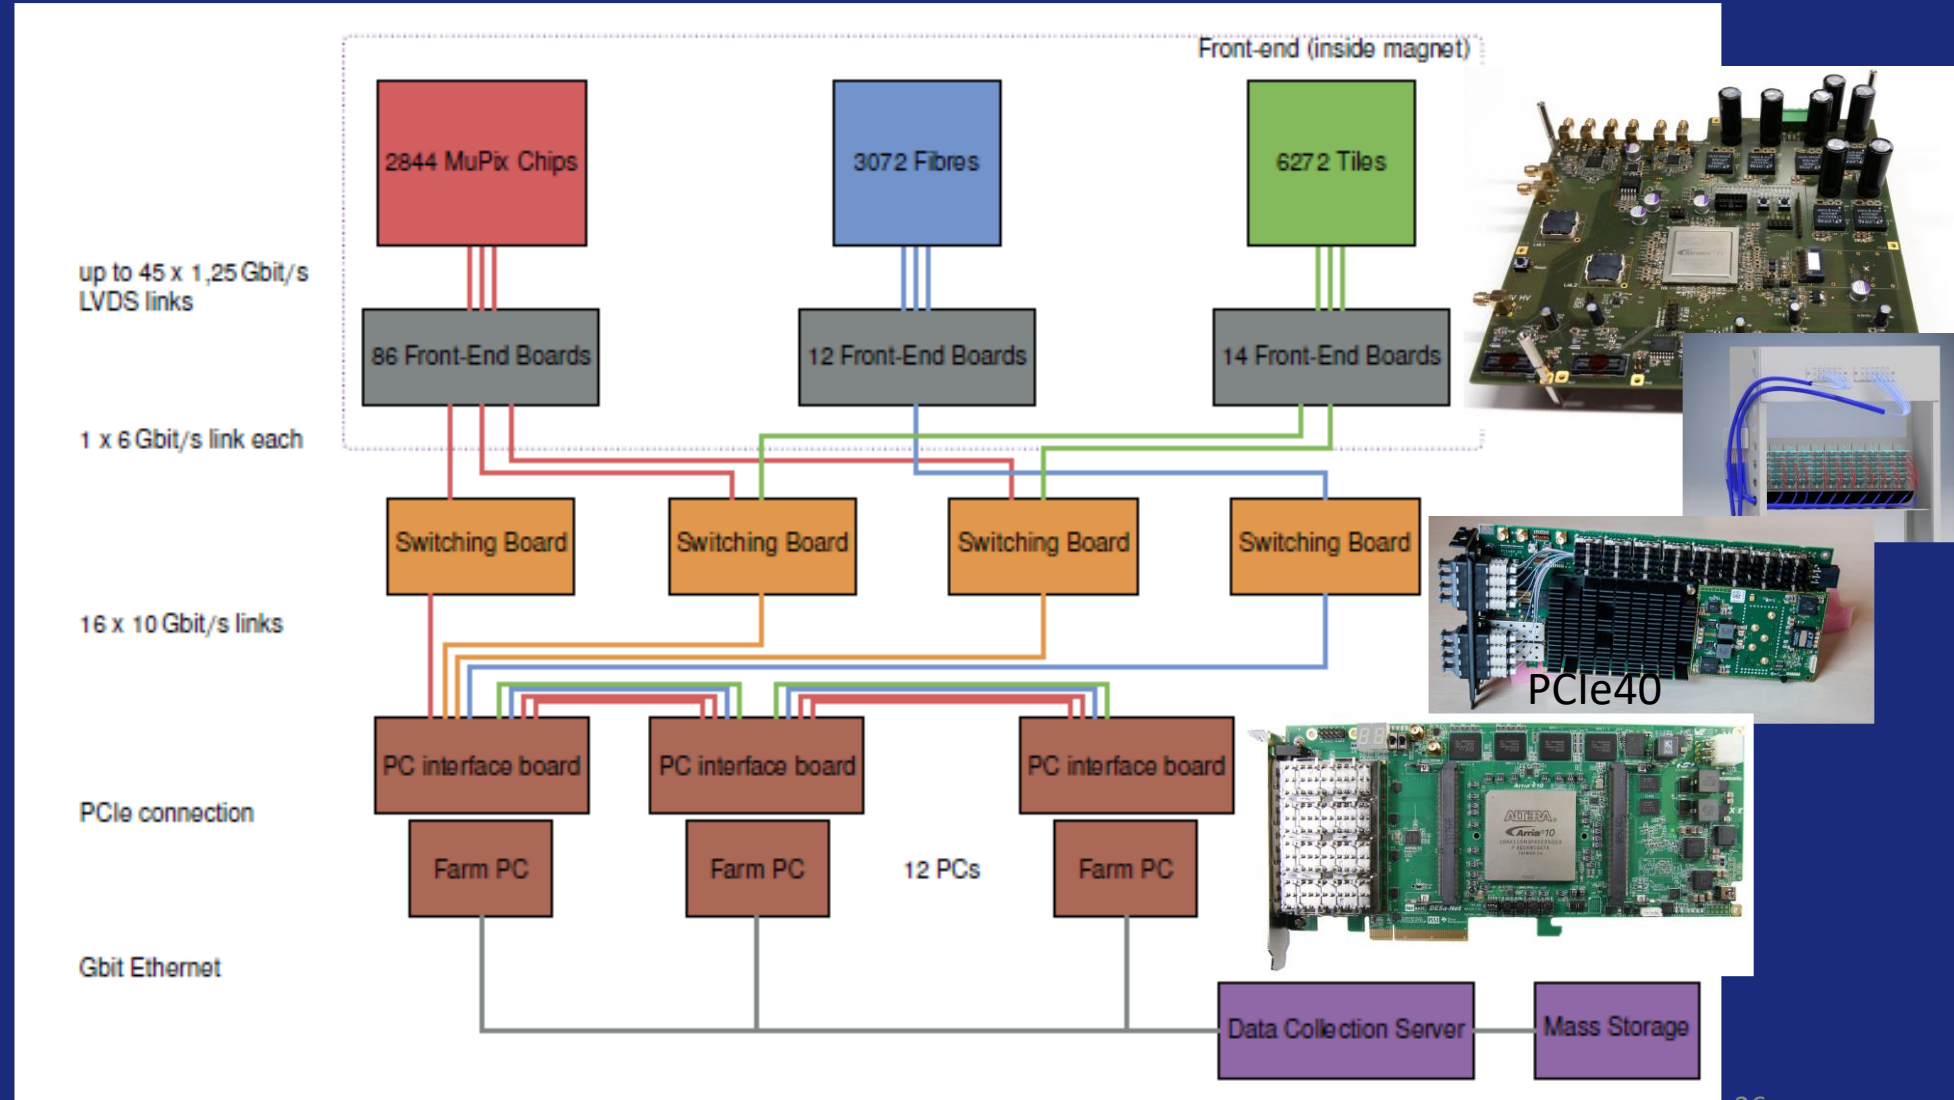 Front-end (inside magnet)
2844 MuPix Chips
3072 Fibres
6272 Tiles
up to 45 x 1,25 Gbit/s
LVDS links
86 Front-End Boards
12 Front-End Boards
14 Front-End Boards
1 x 6 Gbit/s link each
Switching Board
Switching Board
Switching Board
Switching Board
16 x 10 Gbit/s links
PCIe40
PC interface board
PC interface board
PC interface board
PCIe connection
Farm PC
Farm PC
12 PCs
Farm PC
ALTERA
Arria 10
Gbit Ethernet
Data Collection Server
Mass Storage